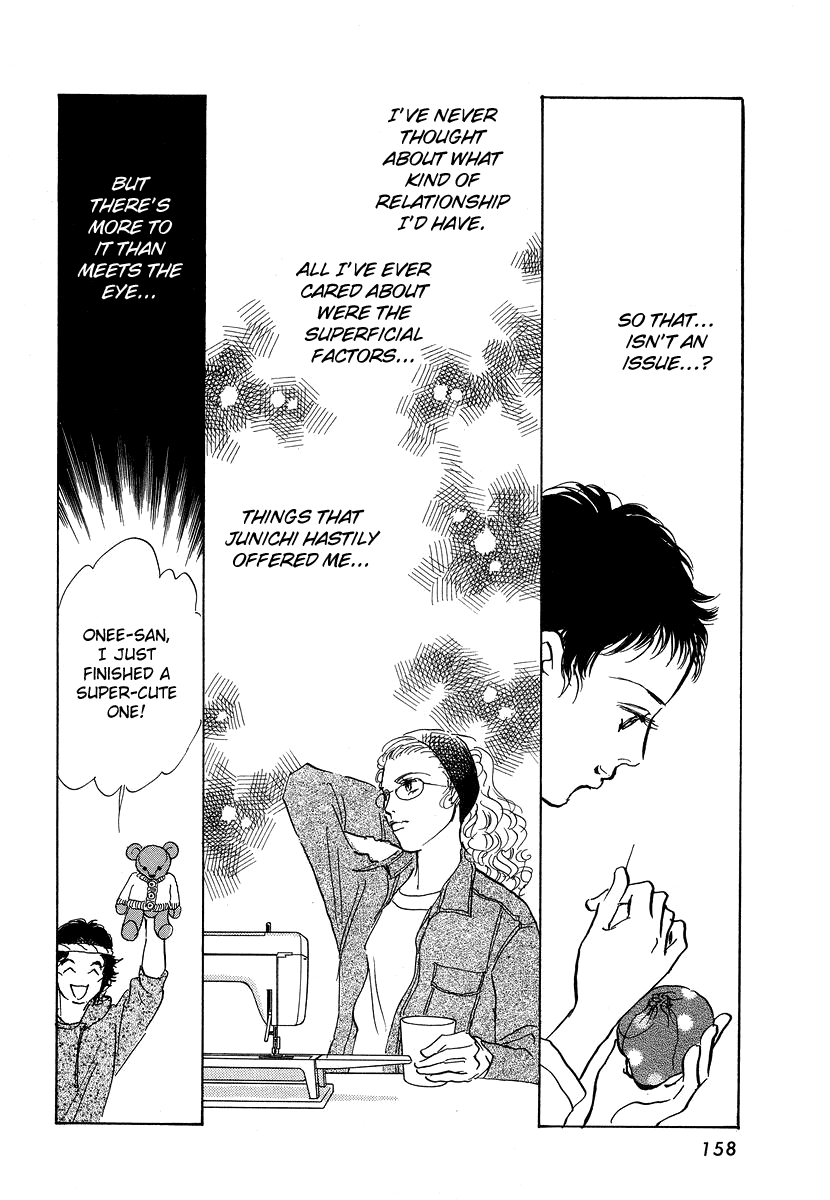 SO THAT...
ISN'T AN
ISSUE...?
I'VE NEVER
THOUGHT
ABOUT WHAT
KIND OF
RELATIONSHIP
I'D HAVE.
ALL I'VE EVER
CARED ABOUT
WERE THE
SUPERFICIAL
FACTORS...
THINGS THAT
JUNICHI HASTILY
OFFERED ME...
BUT
THERE'S
MORE TO
IT THAN
MEETS THE
EYE...
ONEE-SAN,
I JUST
FINISHED A
SUPER-CUTE
ONE!
158